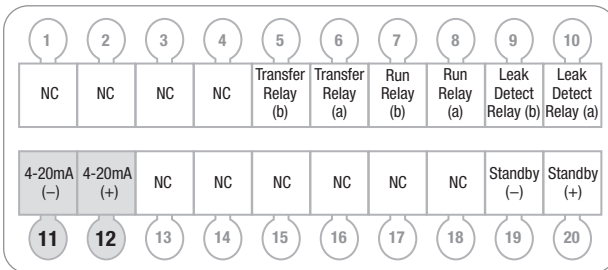 1 2 3 4 5 6 7 8 9 10
NC NC NC NC Transfer Relay (b) Transfer Relay (a) Run Relay (b) Run Relay (a) Leak Detect Relay (b) Leak Detect Relay (a)
4-20mA (–) 4-20mA (+) NC NC NC NC NC NC Standby (–) Standby (+)
11 12 13 14 15 16 17 18 19 20